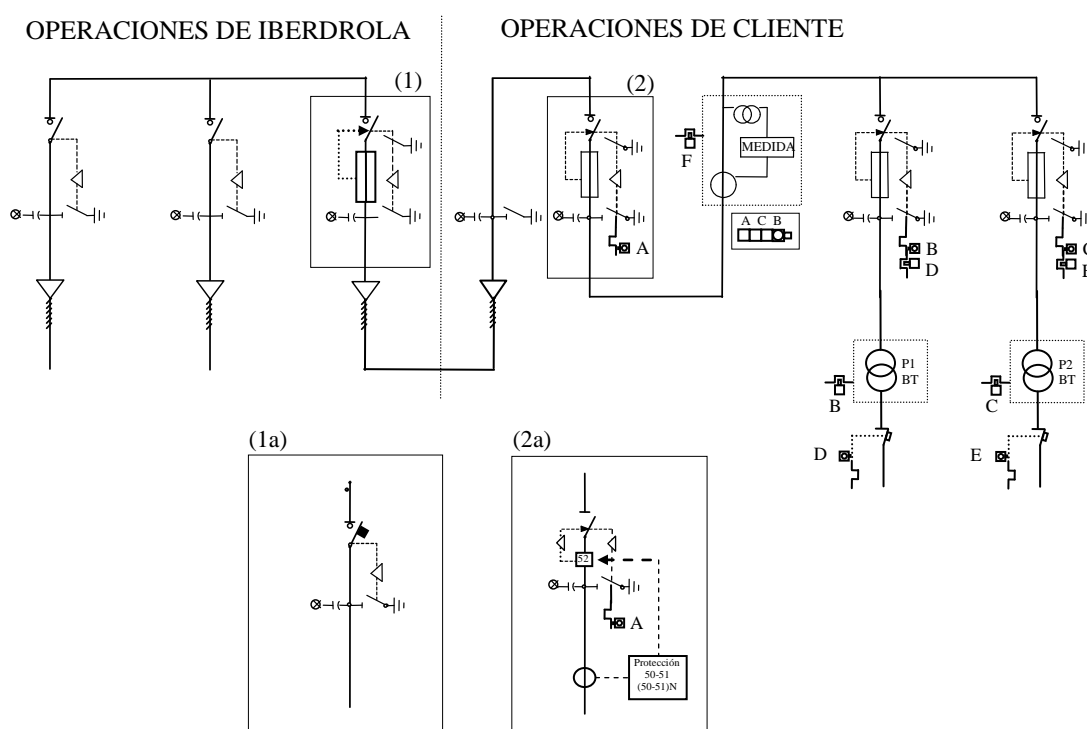 OPERACIONES DE IBERDROLA
OPERACIONES DE CLIENTE
(1)
(2)
MEDIDA
F
A C B
A
B
D
C
P1
BT
P2
BT
B
C
D
E
(1a)
(2a)
52
A
Protección
50-51
(50-51)N